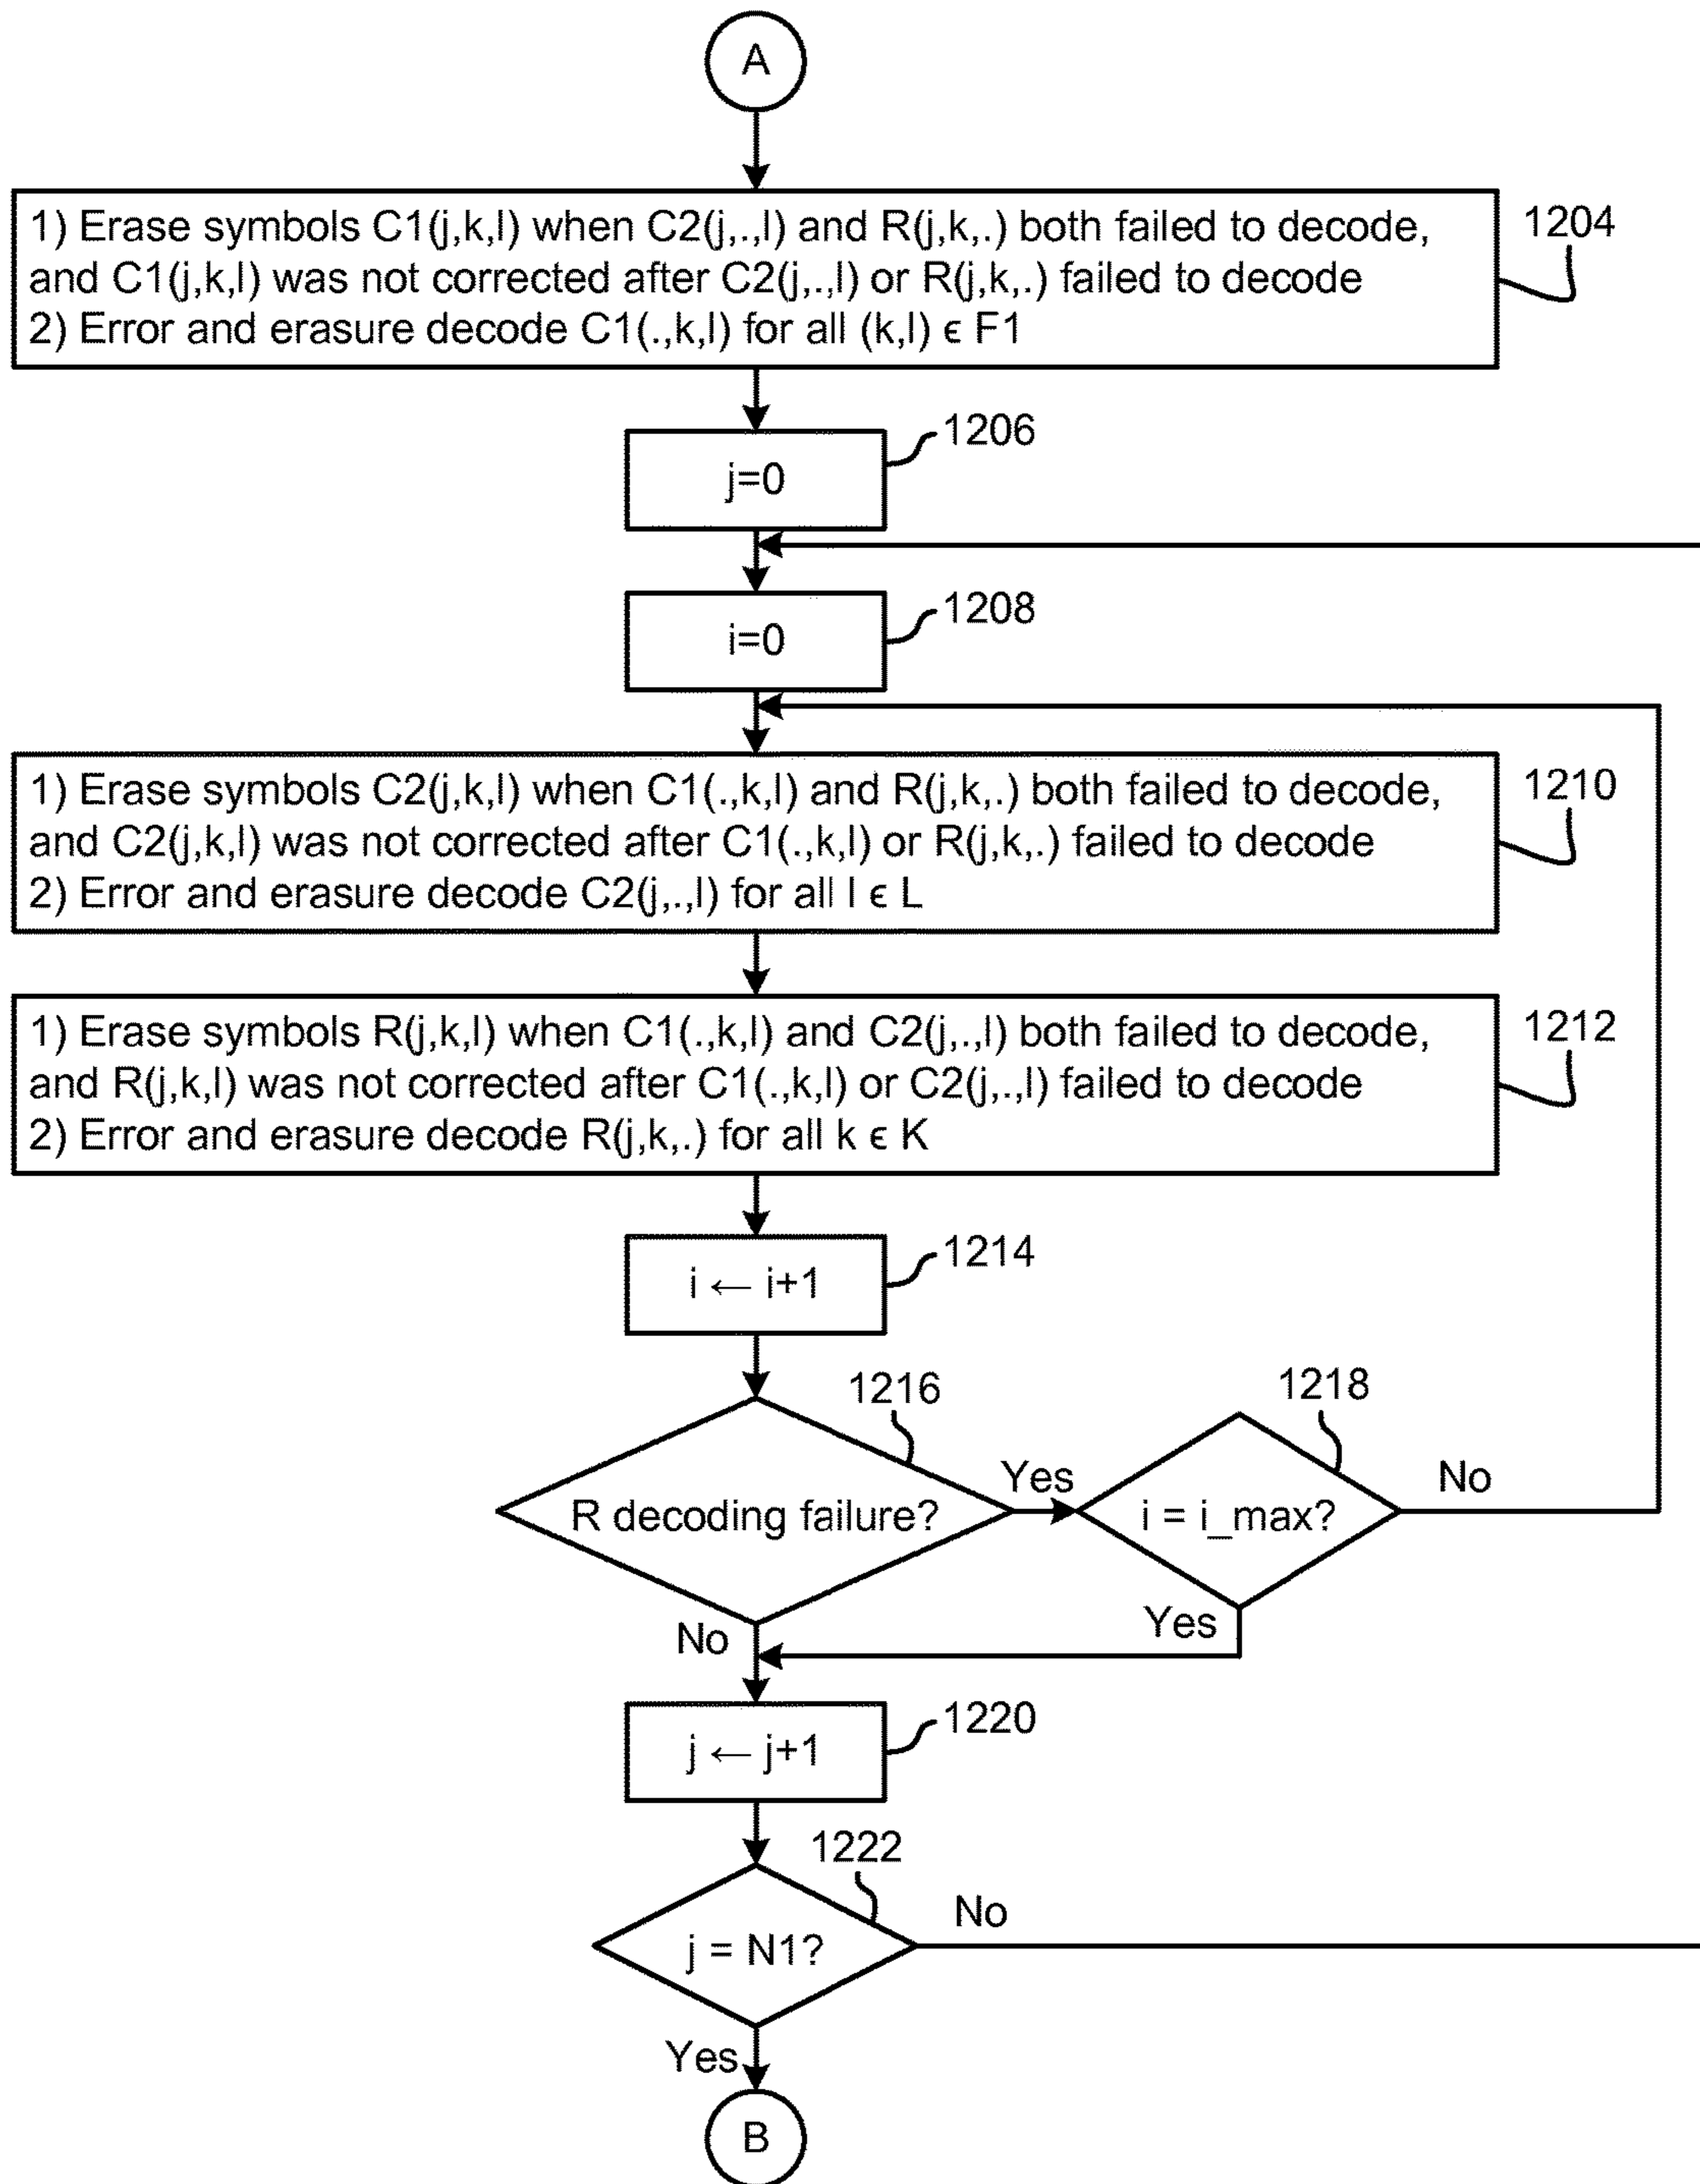 A
1) Erase symbols C1(j,k,l) when C2(j,.,l) and R(j,k,.) both failed to decode,
and C1(j,k,l) was not corrected after C2(j,.,l) or R(j,k,.) failed to decode
2) Error and erasure decode C1(.,k,l) for all (k,l) ϵ F1
1204
j=0
1206
i=0
1208
1) Erase symbols C2(j,k,l) when C1(.,k,l) and R(j,k,.) both failed to decode,
and C2(j,k,l) was not corrected after C1(.,k,l) or R(j,k,.) failed to decode
2) Error and erasure decode C2(j,.,l) for all l ϵ L
1210
1) Erase symbols R(j,k,l) when C1(.,k,l) and C2(j,.,l) both failed to decode,
and R(j,k,l) was not corrected after C1(.,k,l) or C2(j,.,l) failed to decode
2) Error and erasure decode R(j,k,.) for all k ϵ K
1212
i ← i+1
1214
1216
R decoding failure?
Yes
1218
i = i_max?
No
No
Yes
j ← j+1
1220
1222
j = N1?
No
Yes
B